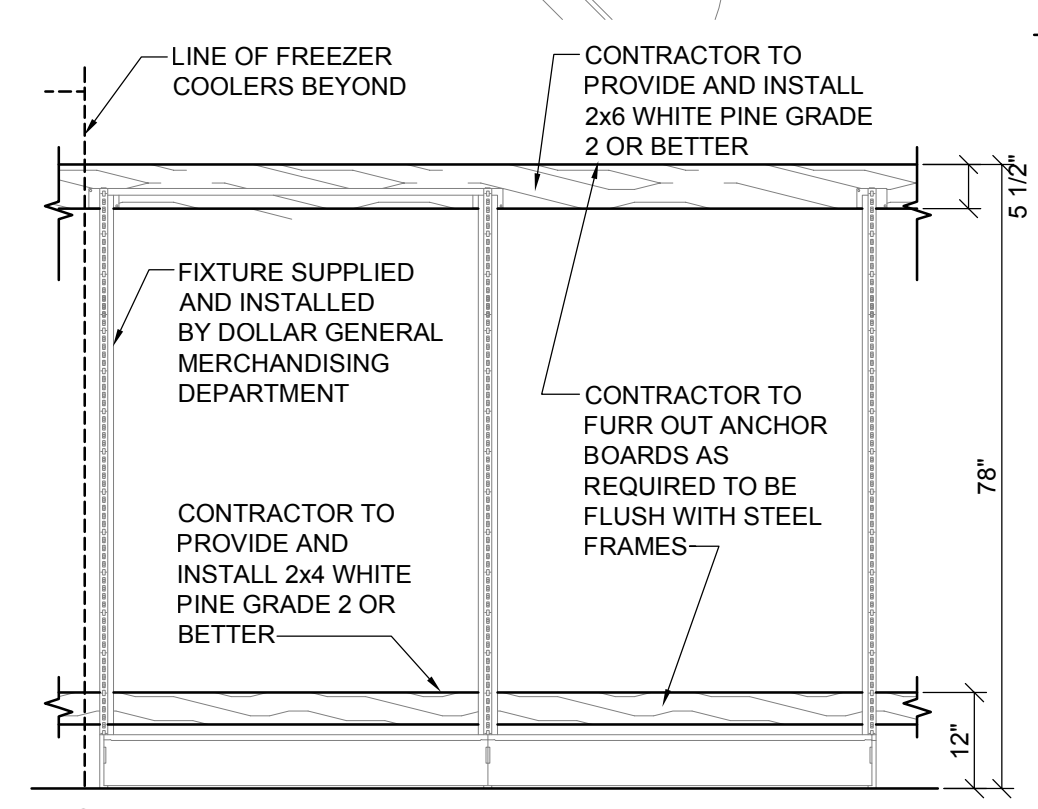 LINE OF FREEZER
COOLERS BEYOND
CONTRACTOR TO
PROVIDE AND INSTALL
2x6 WHITE PINE GRADE
2 OR BETTER
5 1/2"
FIXTURE SUPPLIED
AND INSTALLED
BY DOLLAR GENERAL
MERCHANDISING
DEPARTMENT
CONTRACTOR TO
FURR OUT ANCHOR
BOARDS AS
REQUIRED TO BE
FLUSH WITH STEEL
FRAMES
78"
CONTRACTOR TO
PROVIDE AND
INSTALL 2x4 WHITE
PINE GRADE 2 OR
BETTER
12"